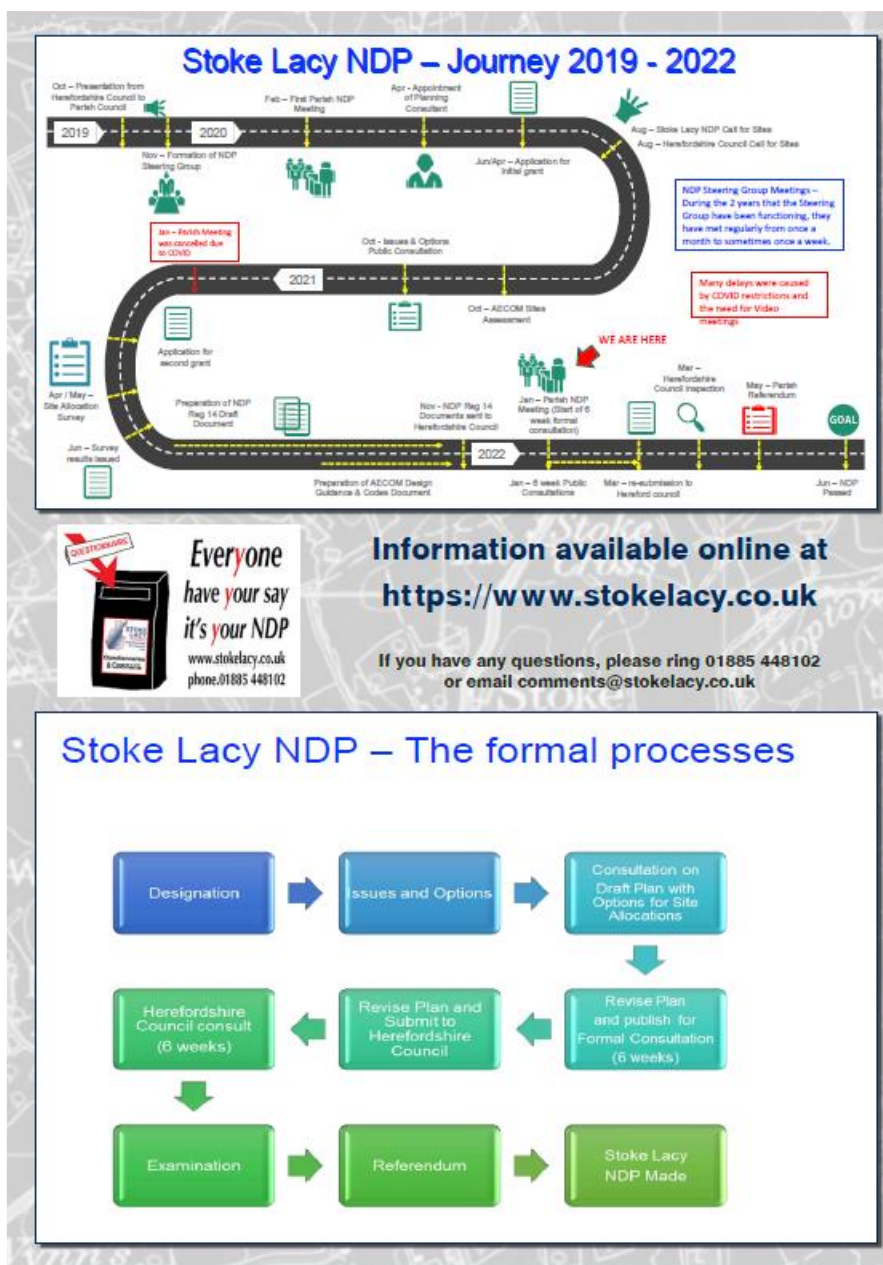 Stoke Lacy NDP – Journey 2019 - 2022
Oct – Presentation from
Herefordshire Council to
Parish Council
Feb – First Parish NDP
Meeting
Apr - Appointment
of Planning
Consultant
2019
2020
Nov – Formation of NDP
Steering Group
Jun/Apr – Application for
Initial grant
Aug – Stoke Lacy NDP Call for Sites
Aug – Herefordshire Council Call for Sites
NDP Steering Group Meetings –
During the 2 years that the Steering
Group have been functioning, they
have met regularly from once a
month to sometimes once a week.
Jan – Parish Meeting
was cancelled due
to COVID
Oct - Issues & Options
Public Consultation
2021
Many delays were caused
by COVID restrictions and
the need for Video
meetings
Oct – AECOM Sites
Assessment
WE ARE HERE
Application for
second grant
Apr / May –
Site Allocation
Survey
Preparation of NDP
Reg 14 Draft
Document
Nov - NDP Reg 14
Documents sent to
Herefordshire Council
Jan– Parish NDP
Meeting (Start of 6
week formal
consultation)
Mar –
Herefordshire
Council Inspection
May – Parish
Referendum
GOAL
Jun – Survey
results issued
2022
Preparation of AECOM Design
Guidance & Codes Document
Jan – 6 week Public
Consultations
Mar – re-submission to
Hereford council
Jun – NDP
Passed
QUESTIONNAIRE
STOKE
LACY
Questionnaires
& Comments
Everyone
have your say
it's your NDP
www.stokelacy.co.uk
phone.01885 448102
Information available online at
https://www.stokelacy.co.uk
If you have any questions, please ring 01885 448102
or email comments@stokelacy.co.uk
Stoke Lacy NDP – The formal processes
Designation
Issues and Options
Consultation on
Draft Plan with
Options for Site
Allocations
Herefordshire
Council consult
(6 weeks)
Revise Plan and
Submit to
Herefordshire
Council
Revise Plan
and publish for
Formal Consultation
(6 weeks)
Examination
Referendum
Stoke Lacy
NDP Made